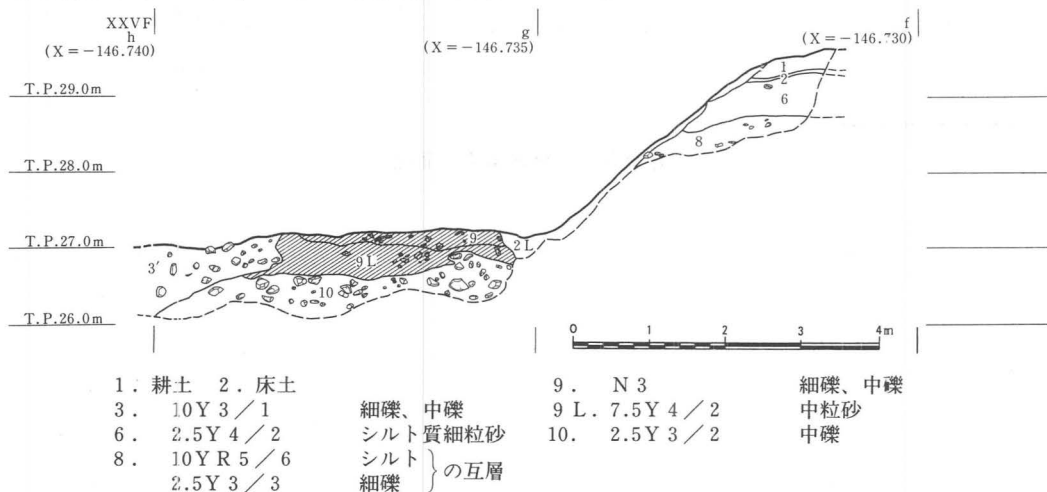 XXVF
h
(X=-146.740)
g
(X=-146.735)
f
(X=-146.730)
T.P.29.0m
T.P.28.0m
T.P.27.0m
T.P.26.0m
1
2
6
8
9
2L
3′
9L
10
0 1 2 3 4m
1. 耕土 2. 床土
3. 10Y3/1 細礫、中礫
6. 2.5Y4/2 シルト質細粒砂
8. 10YR5/6 シルト
2.5Y3/3 細礫 } の互層
9. N3 細礫、中礫
9L. 7.5Y4/2 中粒砂
10. 2.5Y3/2 中礫